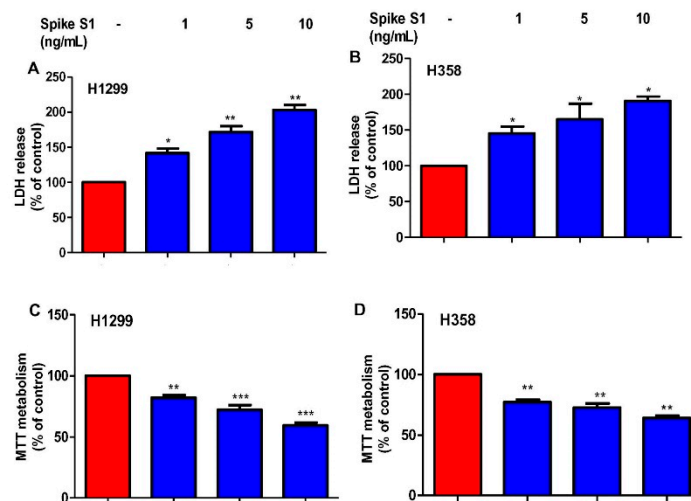 Spike S1 - 1 5 10
(ng/mL)
Spike S1 - 1 5 10
(ng/mL)
A
H1299
LDH release
(% of control)
250
200
150
100
50
0
*
**
**
B
H358
LDH release
(% of control)
250
200
150
100
50
0
*
*
*
C
H1299
MTT metabolism
(% of control)
150
100
50
0
**
***
***
D
H358
MTT metabolism
(% of control)
150
100
50
0
**
**
**